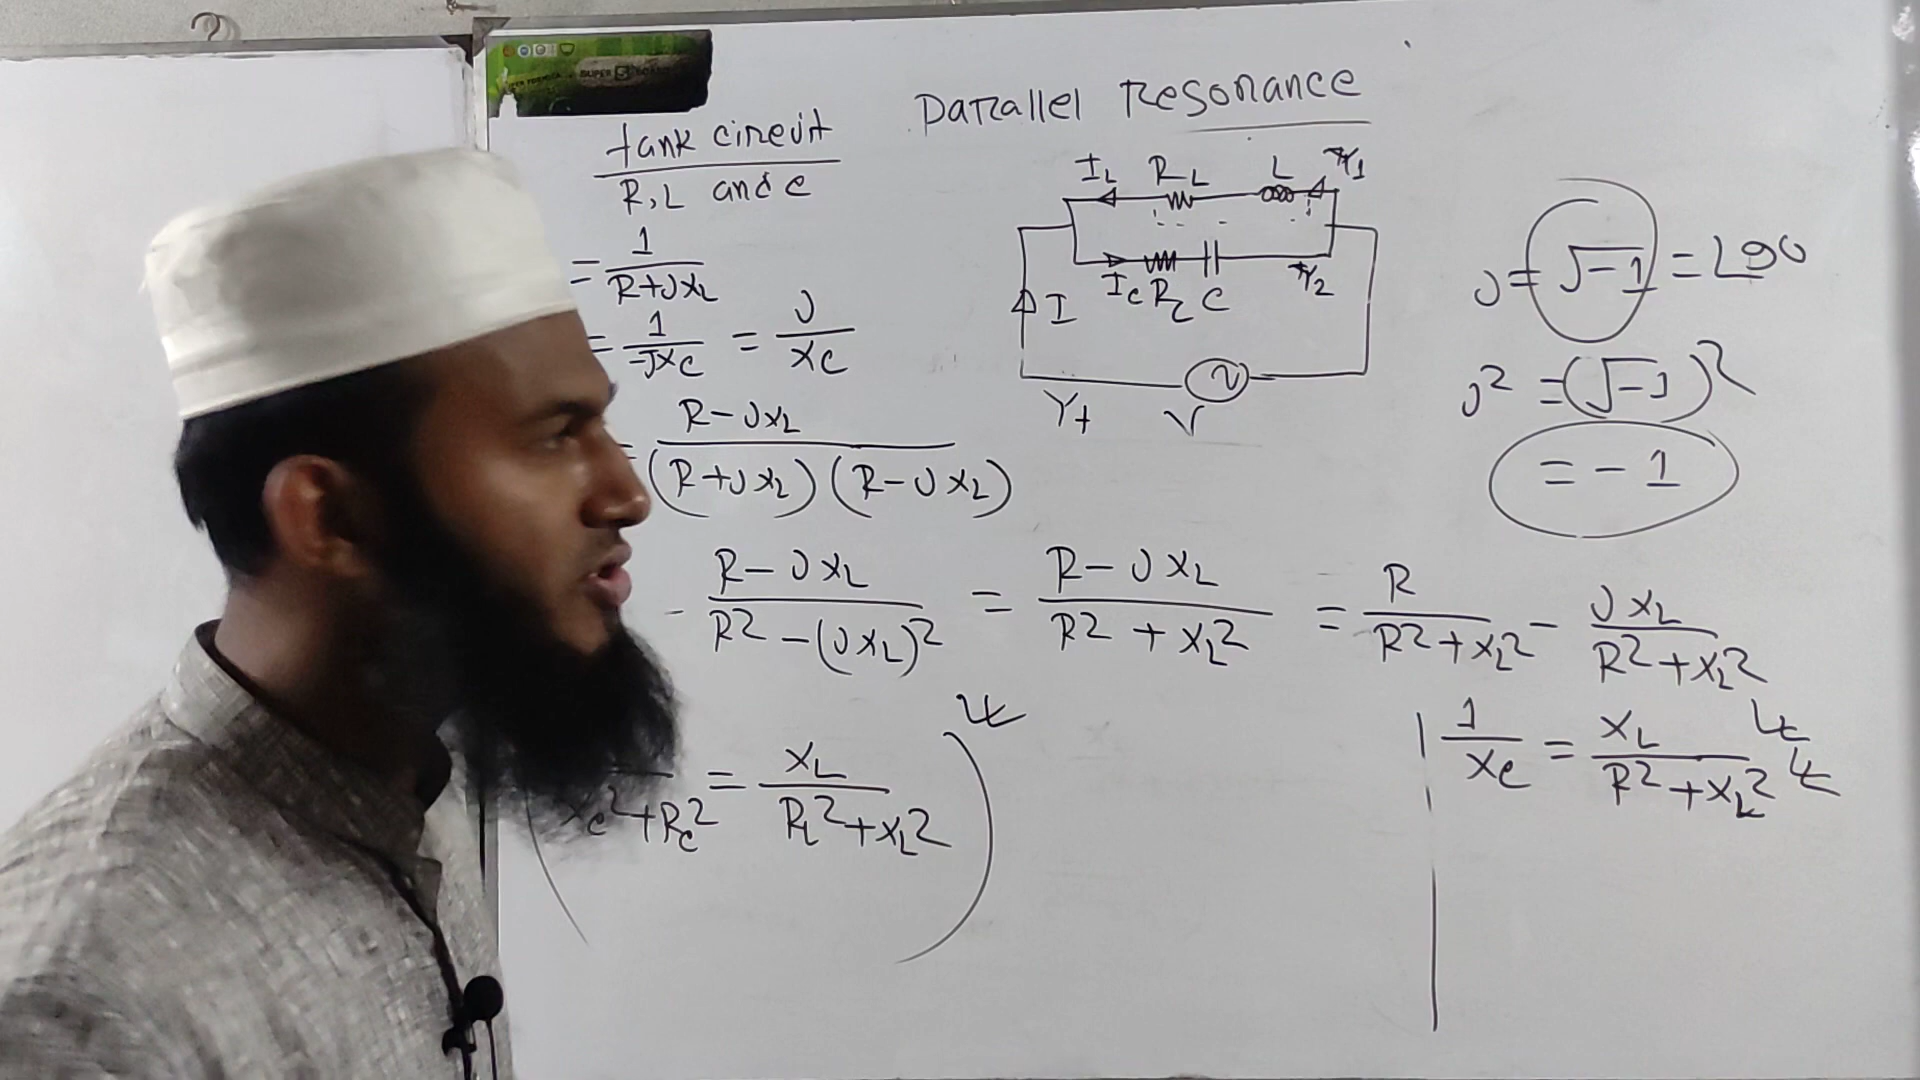 Parallel Resonance
tank circuit
R, L and C
= 1 / (R+JXL)
= 1 / (-JXC) = J / XC
R-JXL / (R+JXL) (R-JXL)
IL RL L Y1
IC RC C Y2
I
Yt V
J = √-1 = ∠90
J² = (√-1)²
= -1
R-JXL / R² - (JXL)² = R-JXL / R² + XL² = R / R²+XL² - JXL / R²+XL²
XC²+RC² = XL / RL²+XL²
1 / XC = XL / R²+XL²